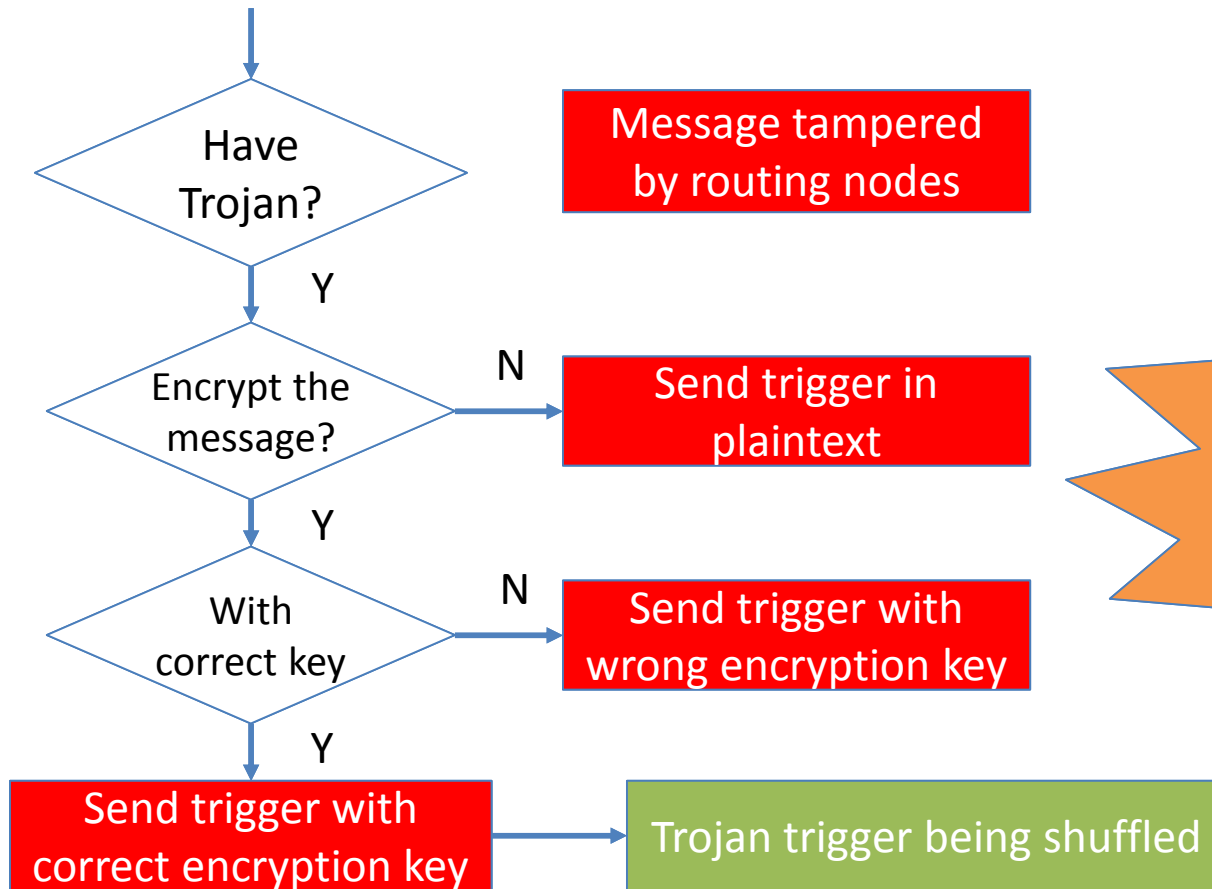 Have
Trojan?
Message tampered
by routing nodes
Y
Encrypt the
message?
N
Send trigger in
plaintext
Y
With
correct key
N
Send trigger with
wrong encryption key
Y
Send trigger with
correct encryption key
Trojan trigger being shuffled